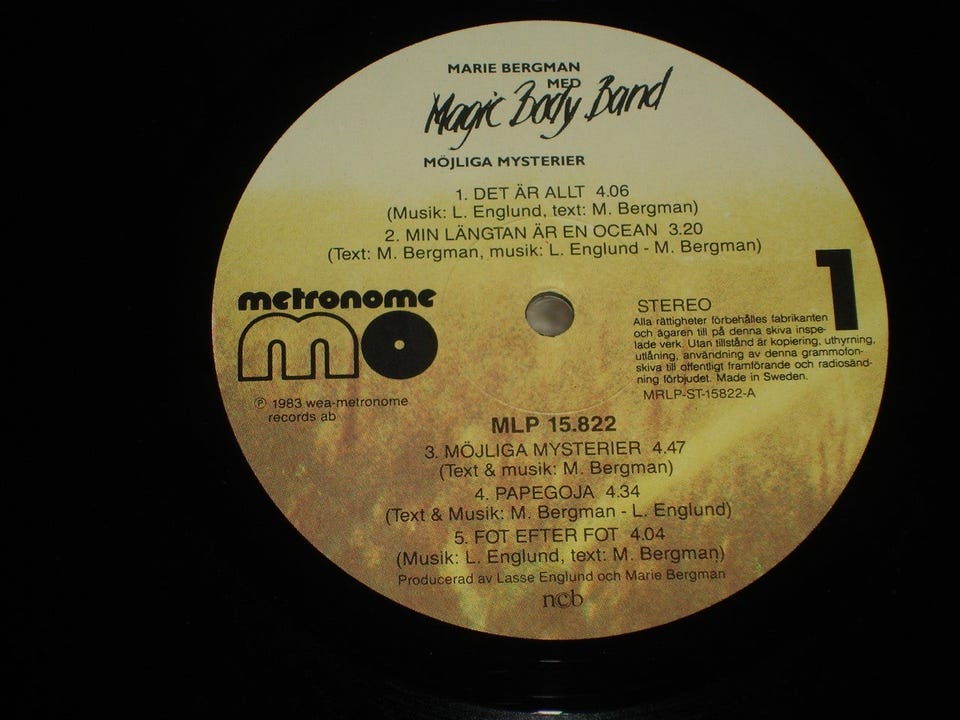 MARIE BERGMAN
MED
Magic Body Band
MÖJLIGA MYSTERIER
1. DET ÄR ALLT 4.06
(Musik: L. Englund, text: M. Bergman)
2. MIN LÄNGTAN ÄR EN OCEAN 3.20
(Text: M. Bergman, musik: L. Englund - M. Bergman)
1
metronome
mo
℗ 1983 wea-metronome
records ab
STEREO
Alla rättigheter förbehålles fabrikanten
och ägaren till på denna skiva inspe-
lade verk. Utan tillstånd är kopiering, uthyrning,
utlåning, användning av denna grammofon-
skiva till offentligt framförande och radiosänd-
ning förbjudet. Made in Sweden.
MRLP-ST-15822-A
MLP 15.822
3. MÖJLIGA MYSTERIER 4.47
(Text & musik: M. Bergman)
4. PAPEGOJA 4.34
(Text & Musik: M. Bergman - L. Englund)
5. FOT EFTER FOT 4.04
(Musik: L. Englund, text: M. Bergman)
Producerad av Lasse Englund och Marie Bergman
ncb